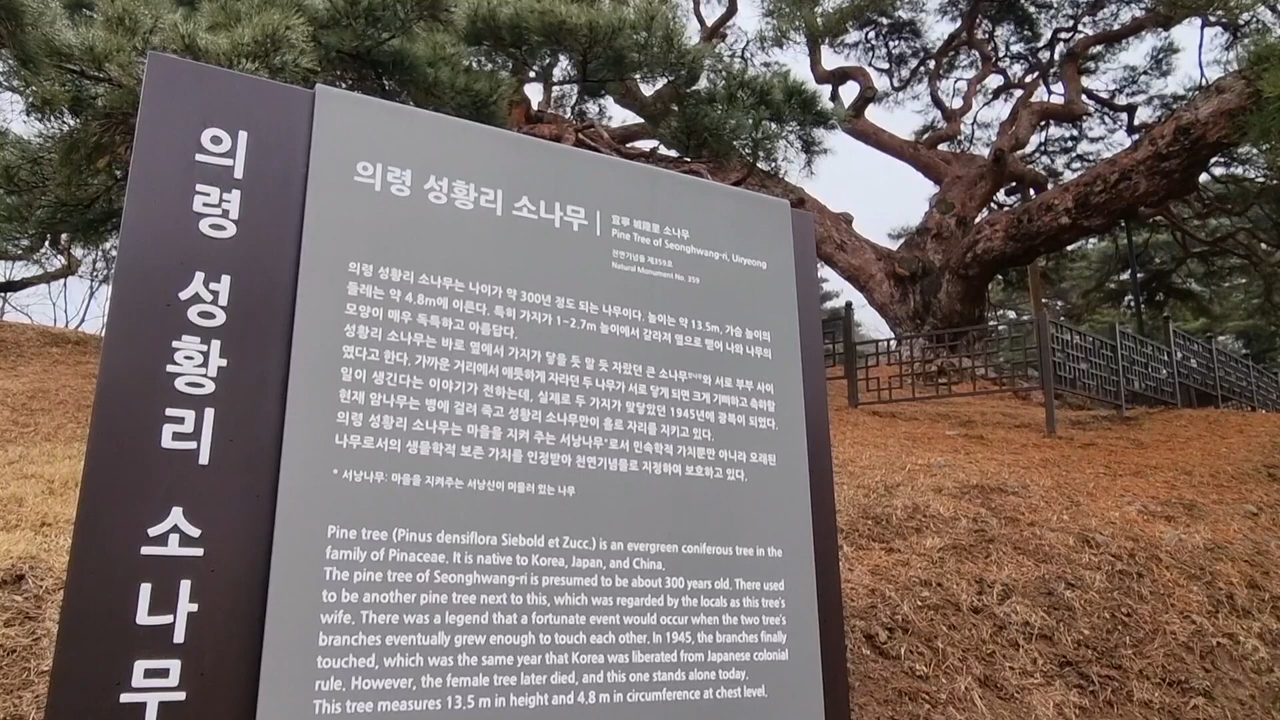 의령 성황리 소나무
의령 성황리 소나무
宜寧 城隍里 소나무
Pine Tree of Seonghwang-ri, Uiryeong
천연기념물 제359호
Natural Monument No. 359
의령 성황리 소나무는 나이가 약 300년 정도 되는 나무이다. 높이는 약 13.5m, 가슴 높이의
둘레는 약 4.8m에 이른다. 특히 가지가 1~2.7m 높이에서 갈라져 옆으로 뻗어 나와 나무의
모양이 매우 독특하고 아름답다.
성황리 소나무는 바로 옆에서 가지가 닿을 듯 말 듯 자랐던 큰 소나무와 서로 부부 사이
였다고 한다. 가까운 거리에서 애틋하게 자라던 두 나무가 서로 닿게 되면 크게 기뻐하고 축하할
일이 생긴다는 이야기가 전하는데, 실제로 두 가지가 맞닿았던 1945년에 광복이 되었다.
현재 암나무는 병에 걸려 죽고 성황리 소나무만이 홀로 자리를 지키고 있다.
의령 성황리 소나무는 마을을 지켜 주는 서낭나무*로서 민속학적 가치뿐만 아니라 오래된
나무로서의 생물학적 보존 가치를 인정받아 천연기념물로 지정하여 보호하고 있다.
* 서낭나무: 마을을 지켜주는 서낭신이 머물러 있는 나무
Pine tree (Pinus densiflora Siebold et Zucc.) is an evergreen coniferous tree in the
family of Pinaceae. It is native to Korea, Japan, and China.
The pine tree of Seonghwang-ri is presumed to be about 300 years old. There used
to be another pine tree next to this, which was regarded by the locals as this tree's
wife. There was a legend that a fortunate event would occur when the two tree's
branches eventually grew enough to touch each other. In 1945, the branches finally
touched, which was the same year that Korea was liberated from Japanese colonial
rule. However, the female tree later died, and this one stands alone today.
This tree measures 13.5 m in height and 4.8 m in circumference at chest level.